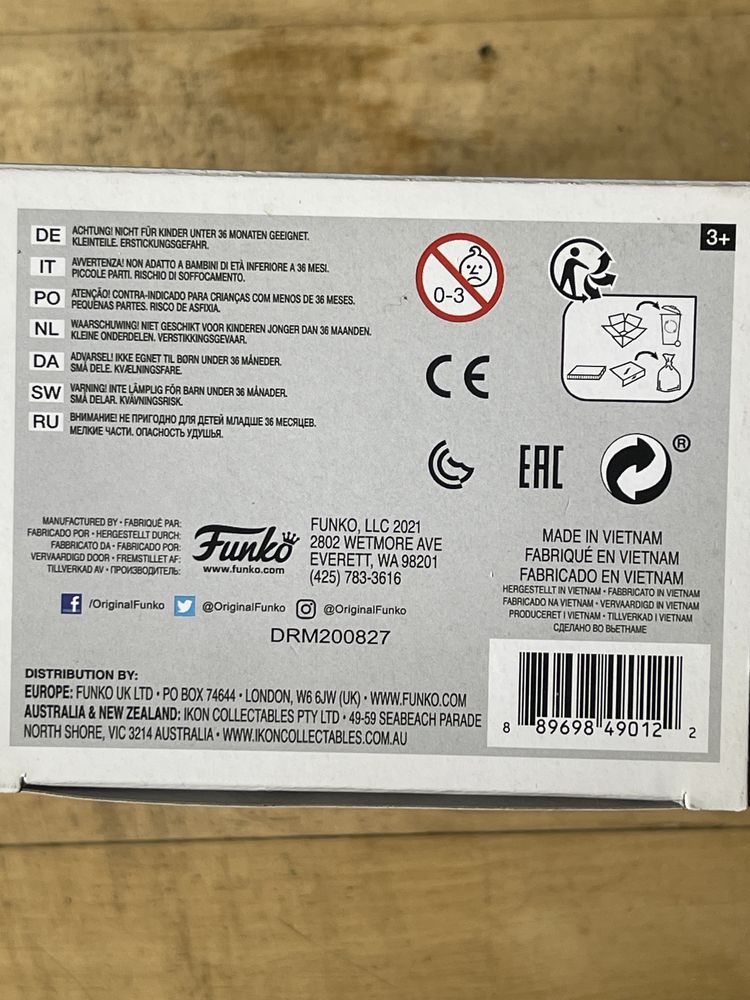 DE ACHTUNG! NICHT FÜR KINDER UNTER 36 MONATEN GEEIGNET.
KLEINTEILE. ERSTICKUNGSGEFAHR.
IT AVVERTENZA! NON ADATTO A BAMBINI DI ETÀ INFERIORE A 36 MESI.
PICCOLE PARTI. RISCHIO DI SOFFOCAMENTO.
PO ATENÇÃO! CONTRA-INDICADO PARA CRIANÇAS COM MENOS DE 36 MESES.
PEQUENAS PARTES. RISCO DE ASFIXIA.
NL WAARSCHUWING! NIET GESCHIKT VOOR KINDEREN JONGER DAN 36 MAANDEN.
KLEINE ONDERDELEN. VERSTIKKINGSGEVAAR.
DA ADVARSEL! IKKE EGNET TIL BØRN UNDER 36 MÅNEDER.
SMÅ DELE. KVÆLNINGSFARE.
SW VARNING! INTE LÄMPLIG FÖR BARN UNDER 36 MÅNADER.
SMÅ DELAR. KVÄVNINGSRISK.
RU ВНИМАНИЕ! НЕ ПРИГОДНО ДЛЯ ДЕТЕЙ МЛАДШЕ 36 МЕСЯЦЕВ.
МЕЛКИЕ ЧАСТИ. ОПАСНОСТЬ УДУШЬЯ.
0-3
3+
CE
EAC
®
MANUFACTURED BY • FABRIQUÉ PAR:
FABRICADO POR • HERGESTELLT DURCH:
FABBRICATO DA • FABRICADO POR:
VERVAARDIGD DOOR • FREMSTILLET AF:
TILLVERKAD AV • ПРОИЗВОДИТЕЛЬ:
Funko
www.funko.com
FUNKO, LLC 2021
2802 WETMORE AVE
EVERETT, WA 98201
(425) 783-3616
/OriginalFunko @OriginalFunko @OriginalFunko
DRM200827
MADE IN VIETNAM
FABRIQUÉ EN VIETNAM
FABRICADO EN VIETNAM
HERGESTELLT IN VIETNAM • FABBRICATO IN VIETNAM
FABRICADO NA VIETNAM • VERVAARDIGD IN VIETNAM
PRODUCERET I VIETNAM • TILLVERKAD I VIETNAM
СДЕЛАНО ВО ВЬЕТНАМЕ
DISTRIBUTION BY:
EUROPE: FUNKO UK LTD • PO BOX 74644 • LONDON, W6 6JW (UK) • WWW.FUNKO.COM
AUSTRALIA & NEW ZEALAND: IKON COLLECTABLES PTY LTD • 49-59 SEABEACH PARADE
NORTH SHORE, VIC 3214 AUSTRALIA • WWW.IKONCOLLECTABLES.COM.AU
8 89698 49012 2